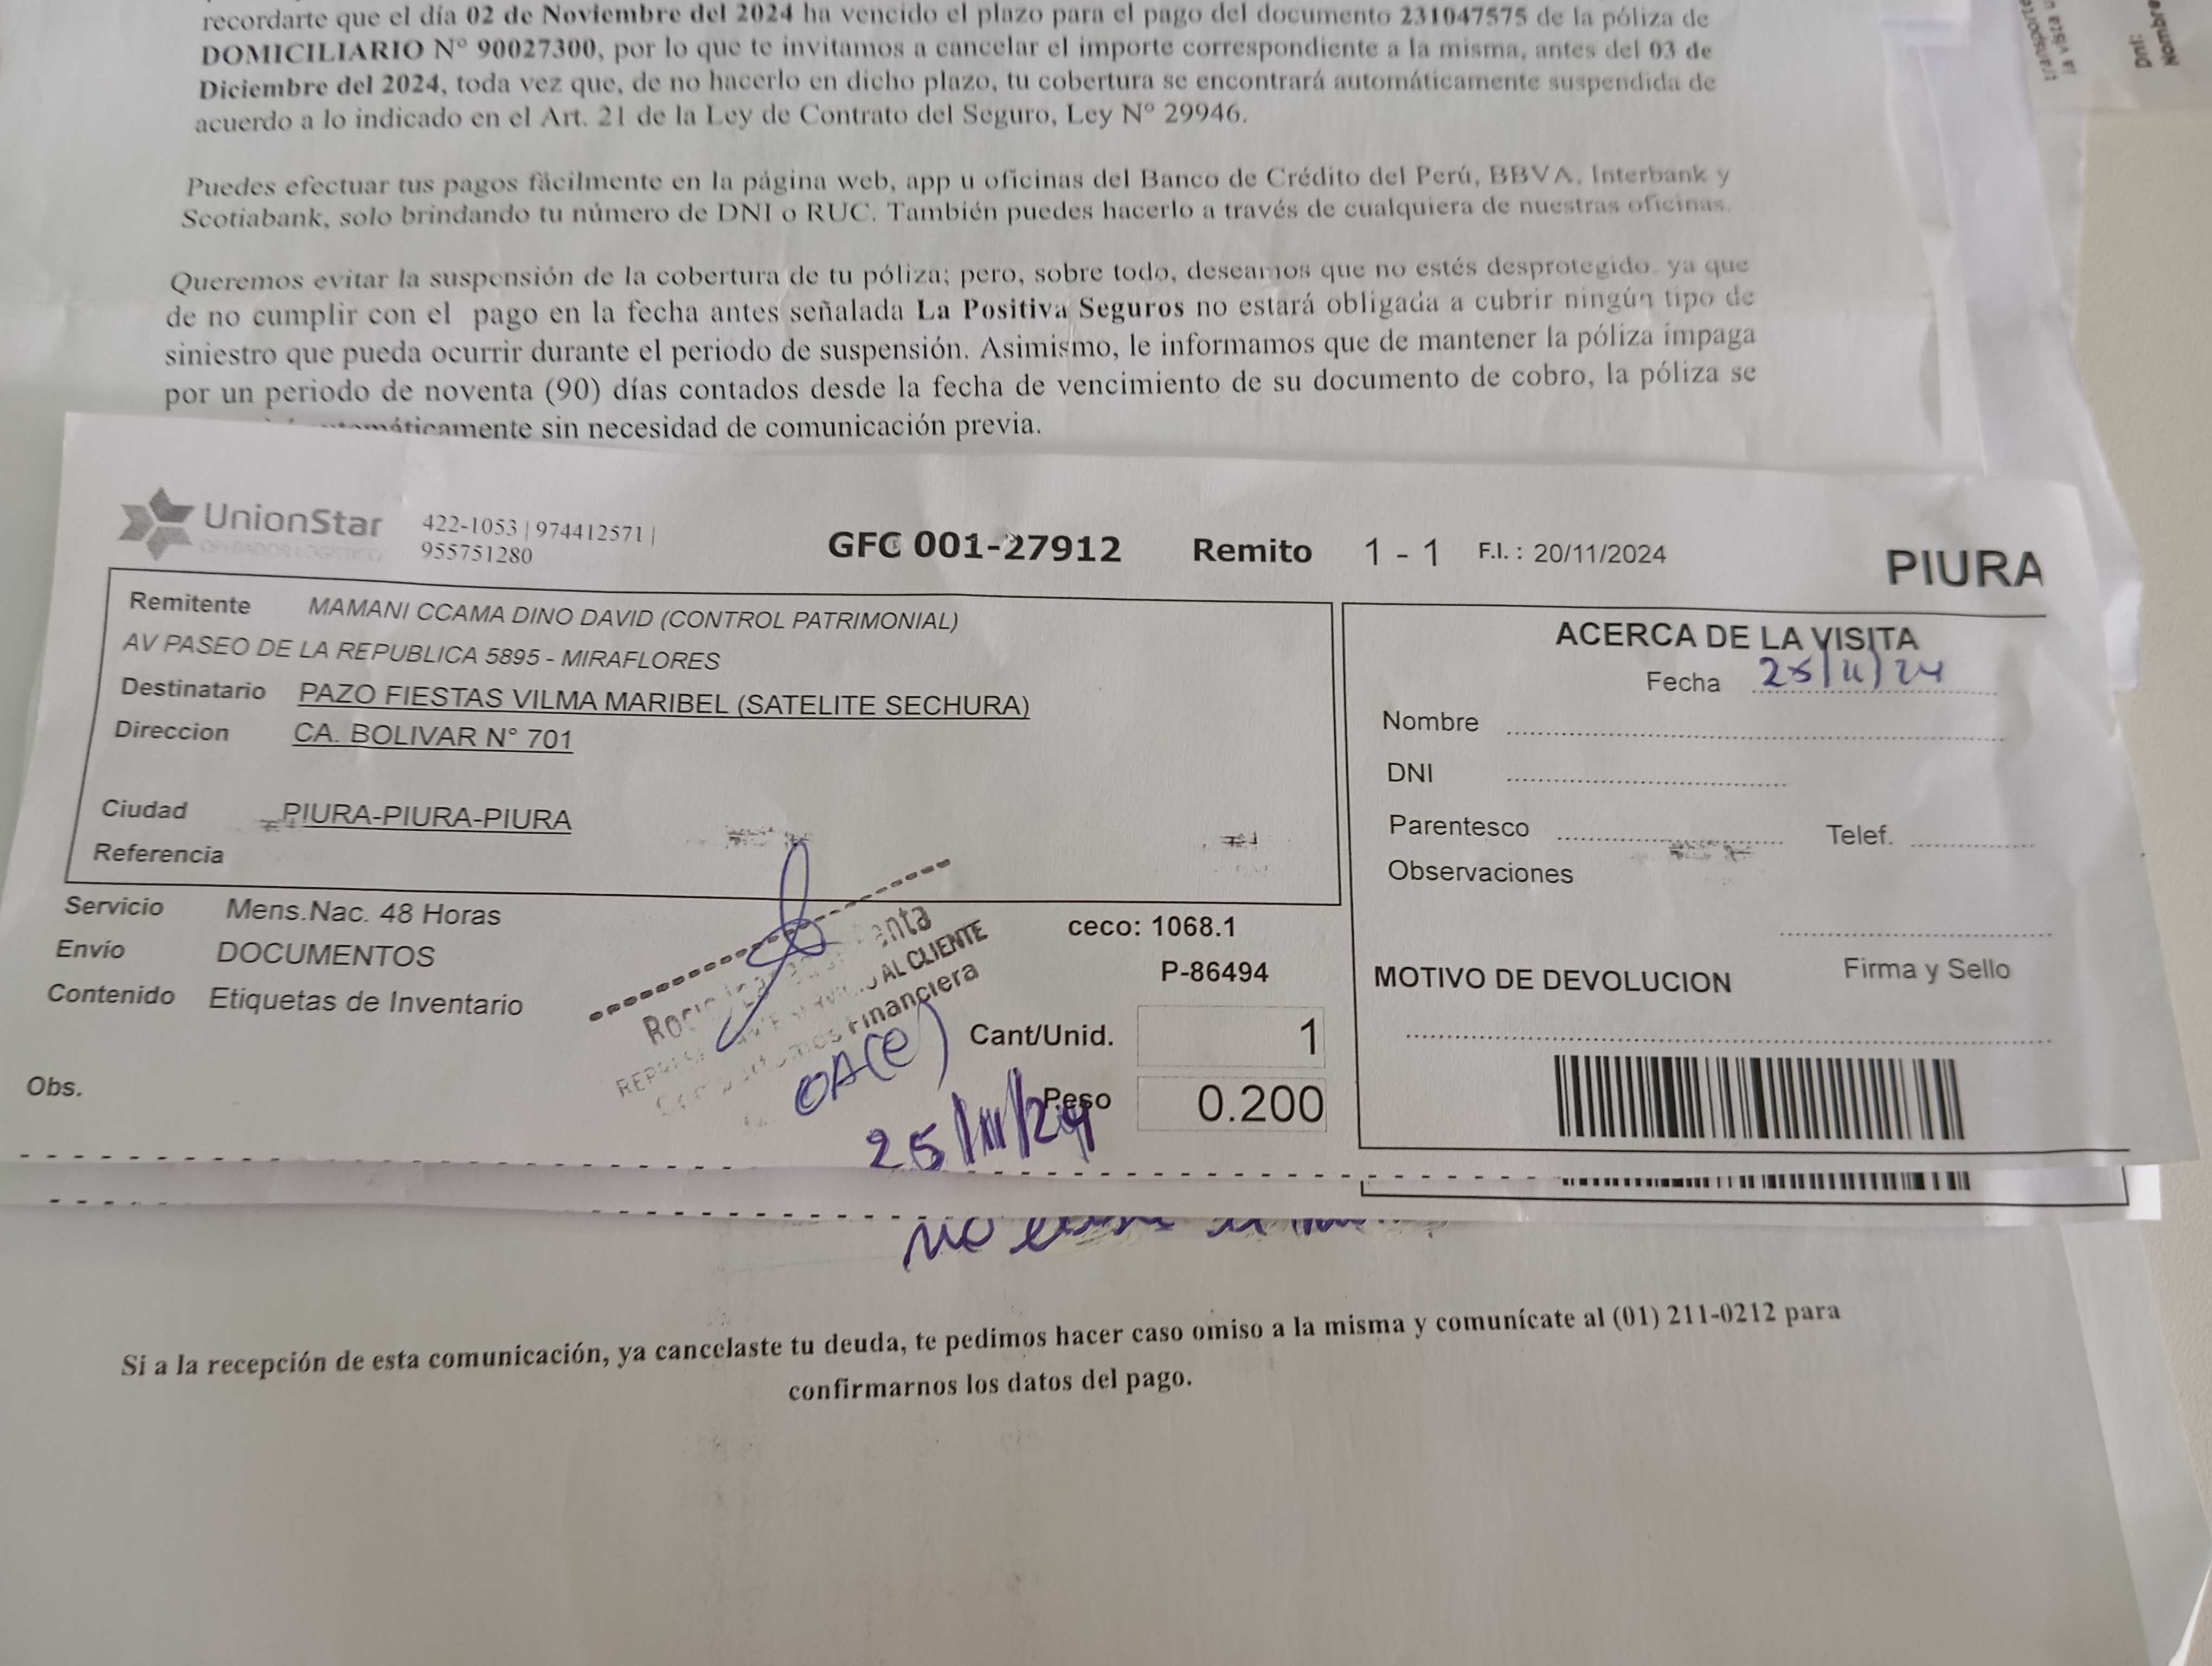 recordarte que el día 02 de Noviembre del 2024 ha vencido el plazo para el pago del documento 231047575 de la póliza de
DOMICILIARIO N° 90027300, por lo que te invitamos a cancelar el importe correspondiente a la misma, antes del 03 de
Diciembre del 2024, toda vez que, de no hacerlo en dicho plazo, tu cobertura se encontrará automáticamente suspendida de
acuerdo a lo indicado en el Art. 21 de la Ley de Contrato del Seguro, Ley N° 29946.
Puedes efectuar tus pagos fácilmente en la página web, app u oficinas del Banco de Crédito del Perú, BBVA, Interbank y
Scotiabank, solo brindando tu número de DNI o RUC. También puedes hacerlo a través de cualquiera de nuestras oficinas.
Queremos evitar la suspensión de la cobertura de tu póliza; pero, sobre todo, deseamos que no estés desprotegido, ya que
de no cumplir con el pago en la fecha antes señalada La Positiva Seguros no estará obligada a cubrir ningún tipo de
siniestro que pueda ocurrir durante el periodo de suspensión. Asimismo, le informamos que de mantener la póliza impaga
por un periodo de noventa (90) días contados desde la fecha de vencimiento de su documento de cobro, la póliza se
automáticamente sin necesidad de comunicación previa.
UnionStar
OPERADOR LOGISTICO
422-1053 | 974412571 |
955751280
GFC 001-27912 Remito 1 - 1 F.I. : 20/11/2024 PIURA
Remitente MAMANI CCAMA DINO DAVID (CONTROL PATRIMONIAL)
AV PASEO DE LA REPUBLICA 5895 - MIRAFLORES
Destinatario PAZO FIESTAS VILMA MARIBEL (SATELITE SECHURA)
Direccion CA. BOLIVAR N° 701
Ciudad PIURA-PIURA-PIURA
Referencia
Servicio Mens.Nac. 48 Horas
Envío DOCUMENTOS
Contenido Etiquetas de Inventario
Obs.
AL CLIENTE
Financiera
OA(e)
25/11/24
ceco: 1068.1
P-86494
Cant/Unid. 1
Peso 0.200
ACERCA DE LA VISITA
Fecha 25/11/24
Nombre
DNI
Parentesco Telef.
Observaciones
Firma y Sello
MOTIVO DE DEVOLUCION
no
Si a la recepción de esta comunicación, ya cancelaste tu deuda, te pedimos hacer caso omiso a la misma y comunícate al (01) 211-0212 para
confirmarnos los datos del pago.
Nombre
DNI: